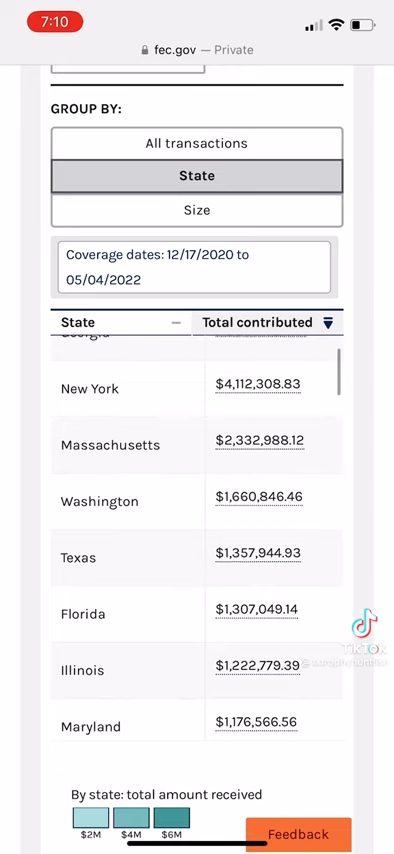 7:10
fec.gov — Private
GROUP BY:
All transactions
State
Size
Coverage dates: 12/17/2020 to
05/04/2022
State
Total contributed
Georgia
New York
$4,112,308.83
Massachusetts
$2,332,988.12
Washington
$1,660,846.46
Texas
$1,357,944.93
Florida
$1,307,049.14
Illinois
$1,222,779.39
Maryland
$1,176,566.56
TikTok
By state: total amount received
$2M
$4M
$6M
Feedback